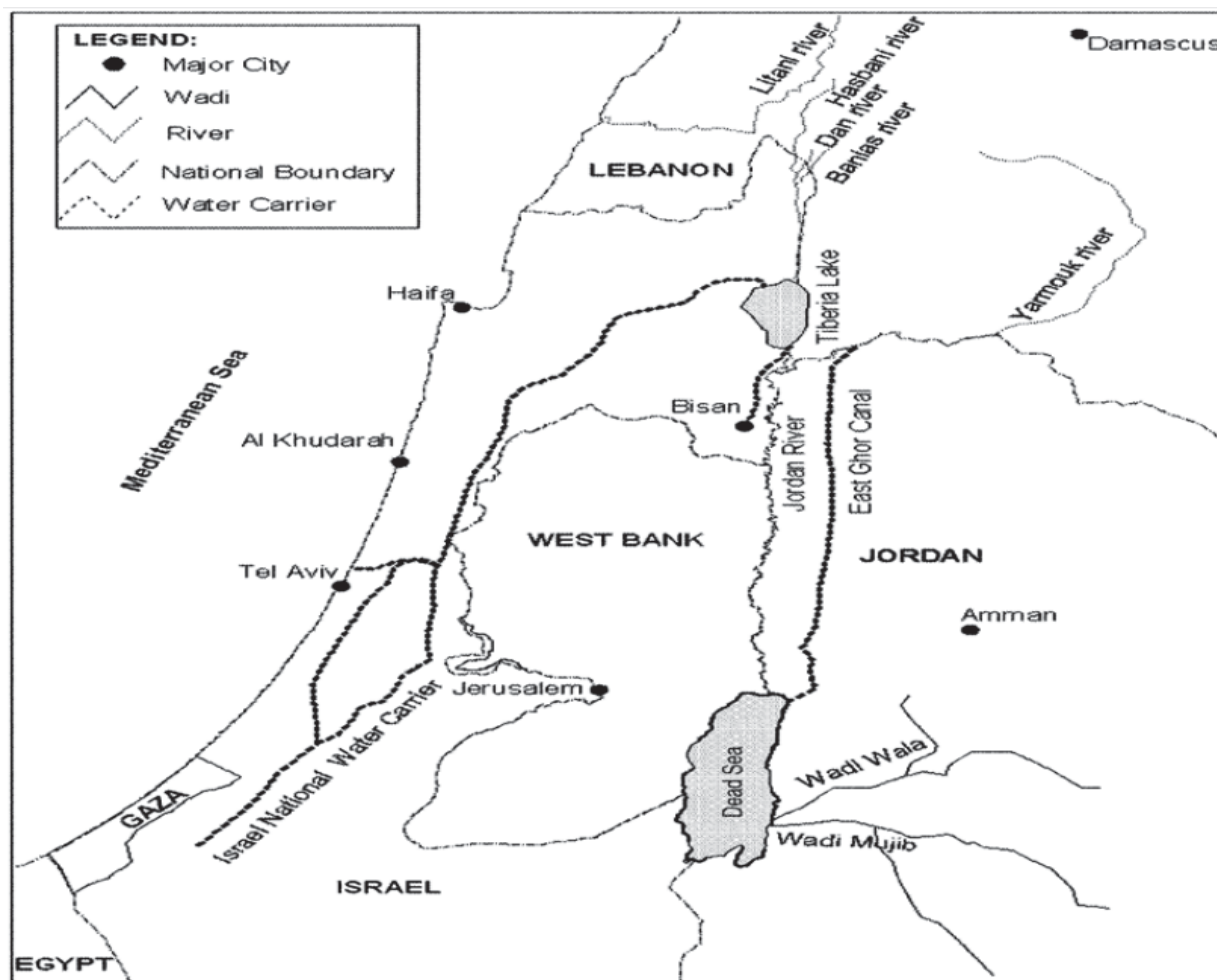 LEGEND:
Major City
Wadi
River
National Boundary
Water Carrier
Damascus
Litani river
Hasbani river
Dan river
Banias river
LEBANON
Yarmouk river
Haifa
Tiberia Lake
Mediterranean Sea
Bisan
Al Khudarah
Jordan River
East Ghor Canal
WEST BANK
JORDAN
Tel Aviv
Amman
Jerusalem
Israel National Water Carrier
Dead Sea
Wadi Wala
GAZA
Wadi Mujib
ISRAEL
EGYPT